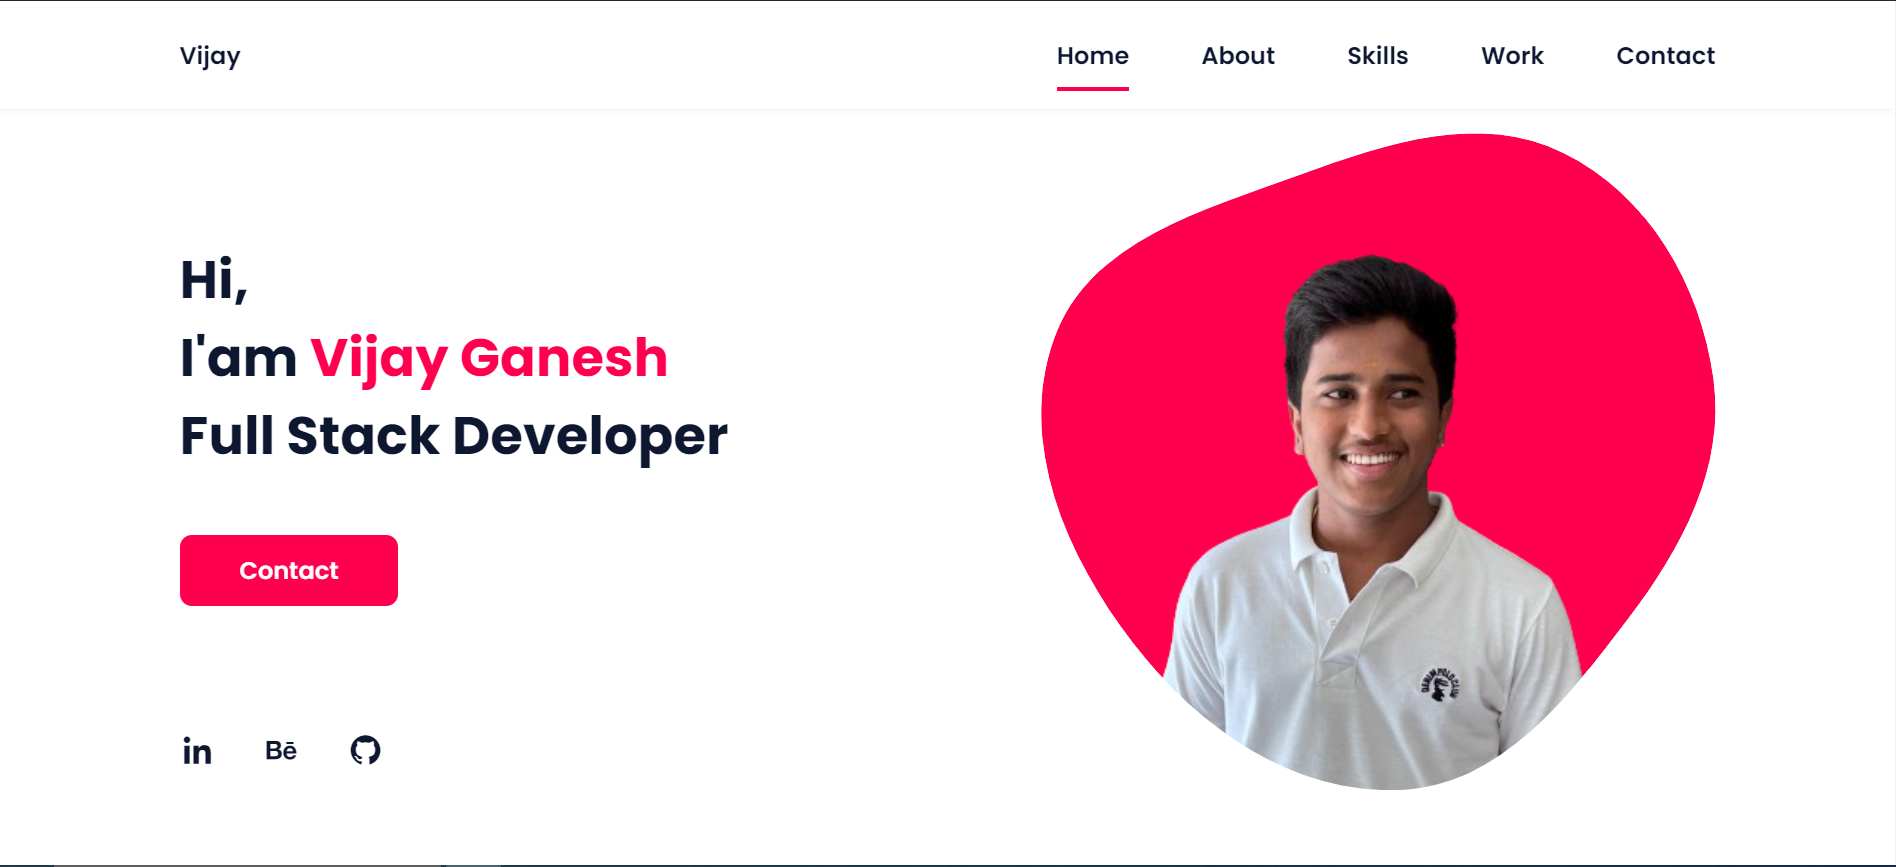 Vijay
Home About Skills Work Contact
Hi,
I'am Vijay Ganesh
Full Stack Developer
Contact
in Bē